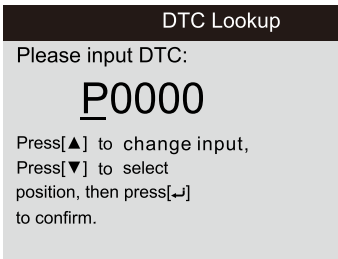 DTC Lookup
Please input DTC:
P0000
Press[▲] to change input,
Press[▼] to select
position, then press[↵]
to confirm.